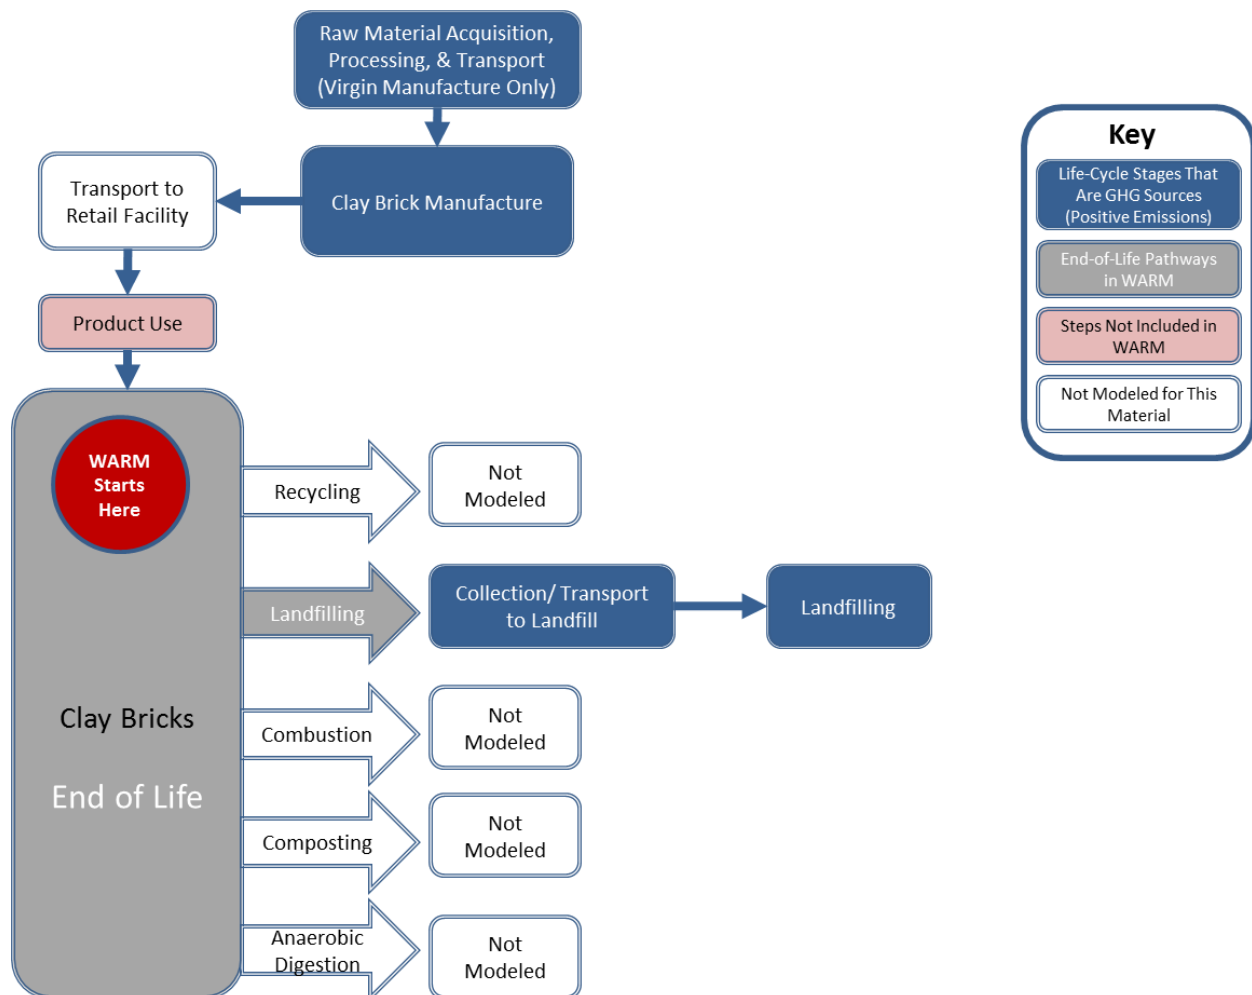 Raw Material Acquisition,
Processing, & Transport
(Virgin Manufacture Only)
Clay Brick Manufacture
Transport to
Retail Facility
Product Use
WARM
Starts
Here
Clay Bricks
End of Life
Recycling
Not
Modeled
Landfilling
Collection/ Transport
to Landfill
Landfilling
Combustion
Not
Modeled
Composting
Not
Modeled
Anaerobic
Digestion
Not
Modeled
Key
Life-Cycle Stages That
Are GHG Sources
(Positive Emissions)
End-of-Life Pathways
in WARM
Steps Not Included in
WARM
Not Modeled for This
Material